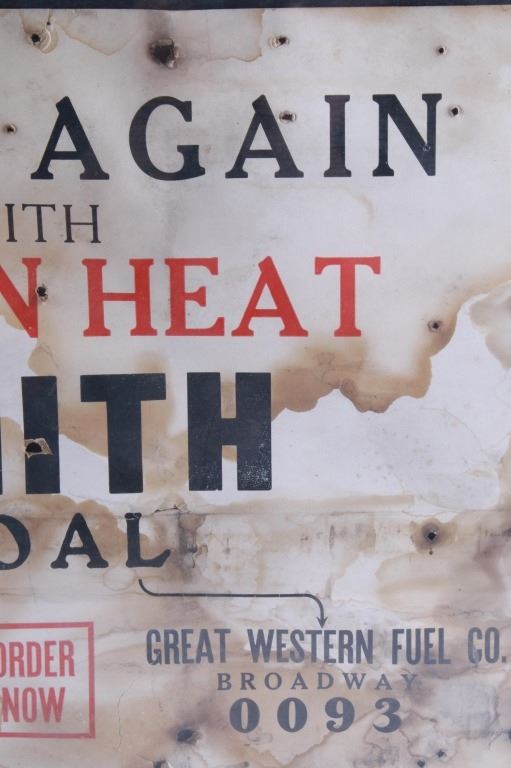 AGAIN
ITH
N HEAT
ITH
OAL
ORDER
NOW
GREAT WESTERN FUEL CO.
BROADWAY
0093